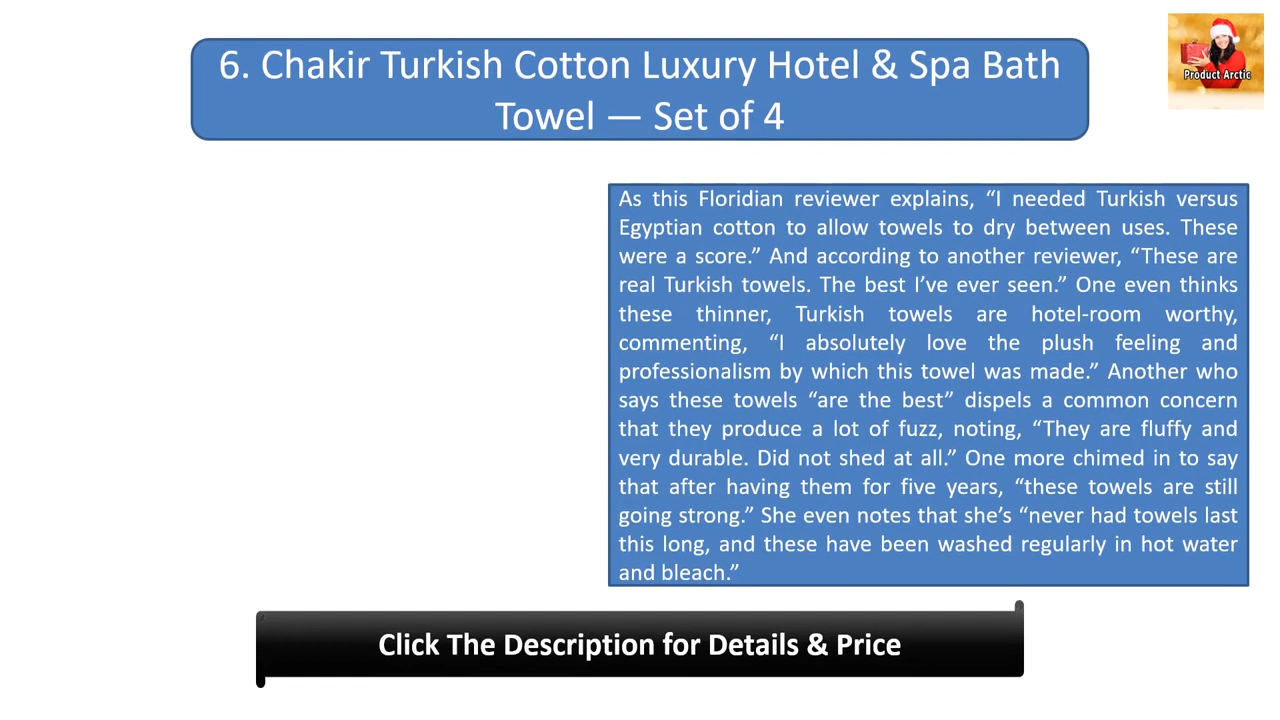 6. Chakir Turkish Cotton Luxury Hotel & Spa Bath
Towel — Set of 4
Product Arctic
As this Floridian reviewer explains, “I needed Turkish versus
Egyptian cotton to allow towels to dry between uses. These
were a score.” And according to another reviewer, “These are
real Turkish towels. The best I’ve ever seen.” One even thinks
these thinner, Turkish towels are hotel-room worthy,
commenting, “I absolutely love the plush feeling and
professionalism by which this towel was made.” Another who
says these towels “are the best” dispels a common concern
that they produce a lot of fuzz, noting, “They are fluffy and
very durable. Did not shed at all.” One more chimed in to say
that after having them for five years, “these towels are still
going strong.” She even notes that she’s “never had towels last
this long, and these have been washed regularly in hot water
and bleach.”
Click The Description for Details & Price